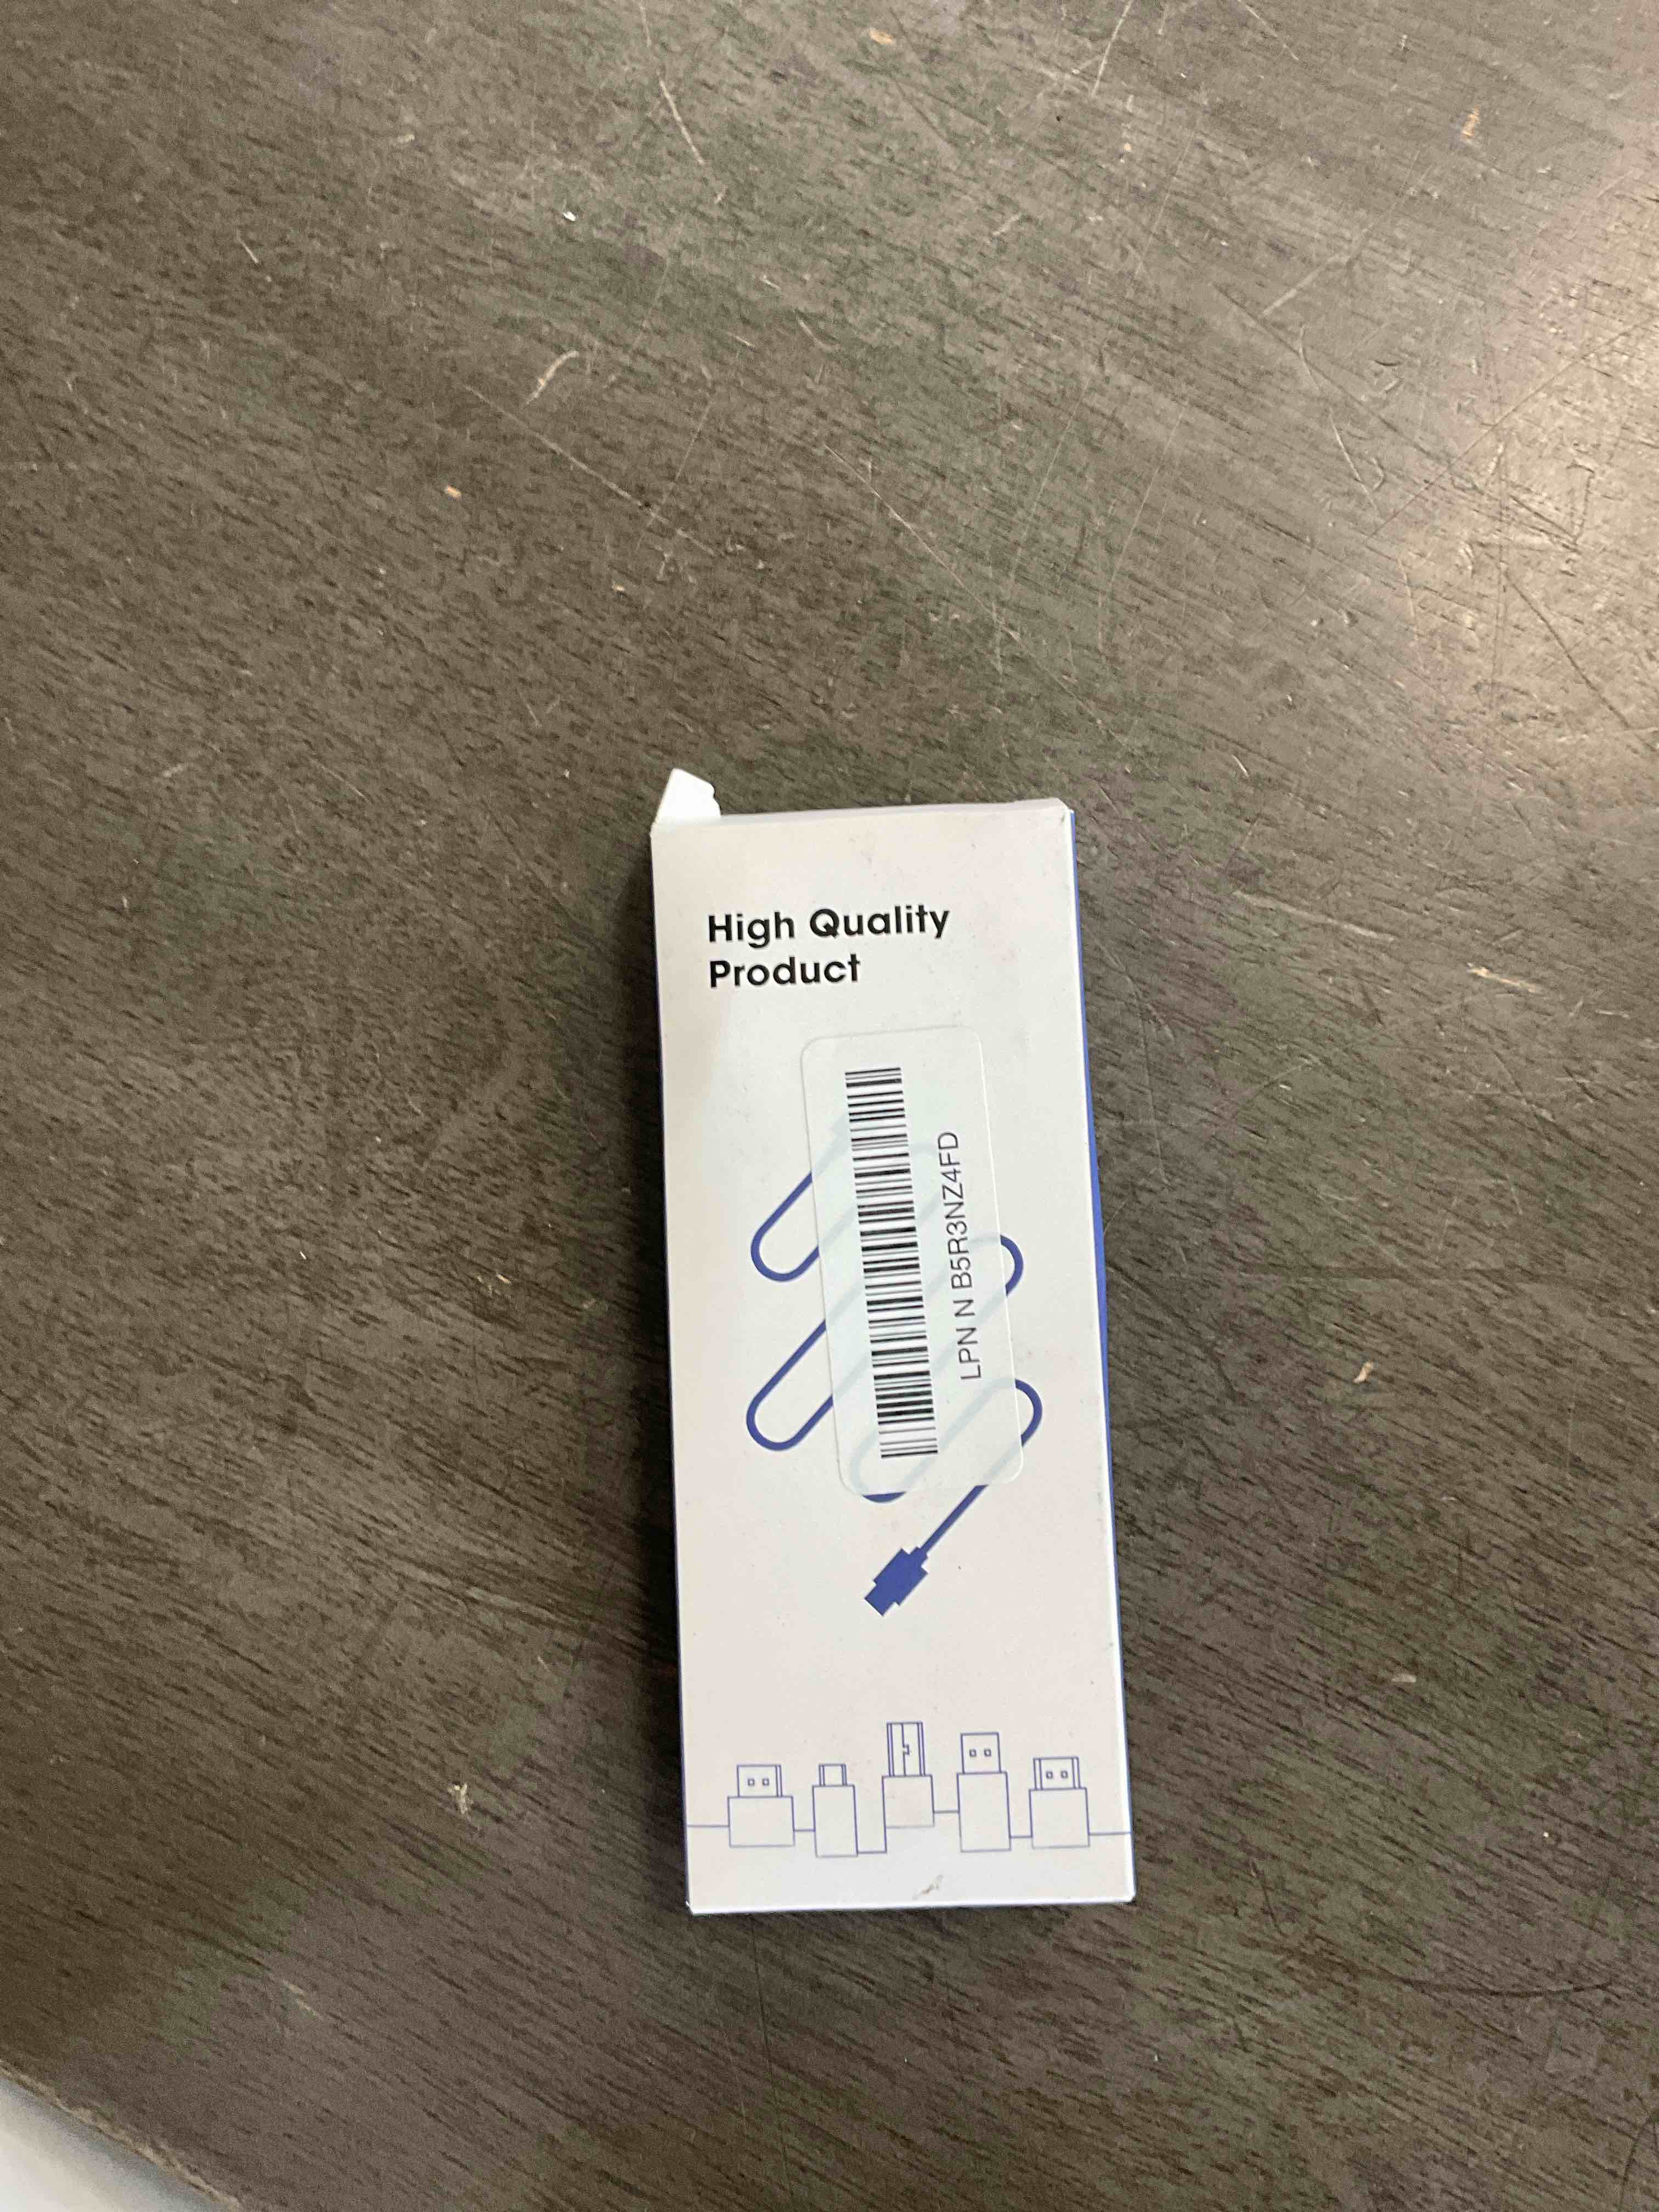 High Quality
Product
LPN N B5R3NZ4FD